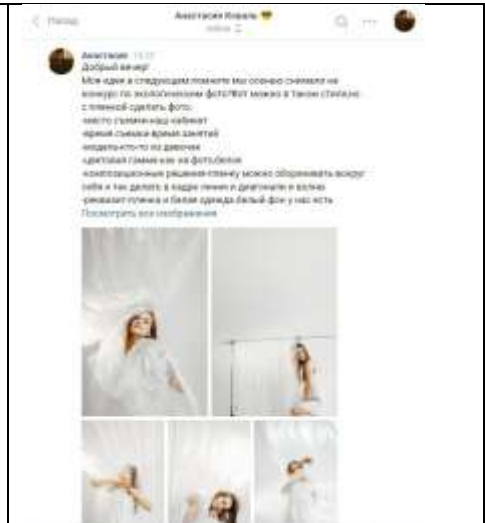 Назад
Анастасия Коваль
Анастасия
Добрый вечер!
Моя идея в следующем помните мы осенью снимали на
конкурс по экологическим фото?Вот можно в таком стиле,но
с пленкой сделать фото.
-место съемки-наш кабинет
-время съемки-время занятий
-модель-кто-то из девочек
-цветовая гамма-как на фото,белая
-композиционные решения-пленку можно оборачивать вокруг
себя и так делать в кадре линии и диагонали и волны
-реквизит-пленка и белая одежда белый фон у нас есть
Посмотреть все изображения